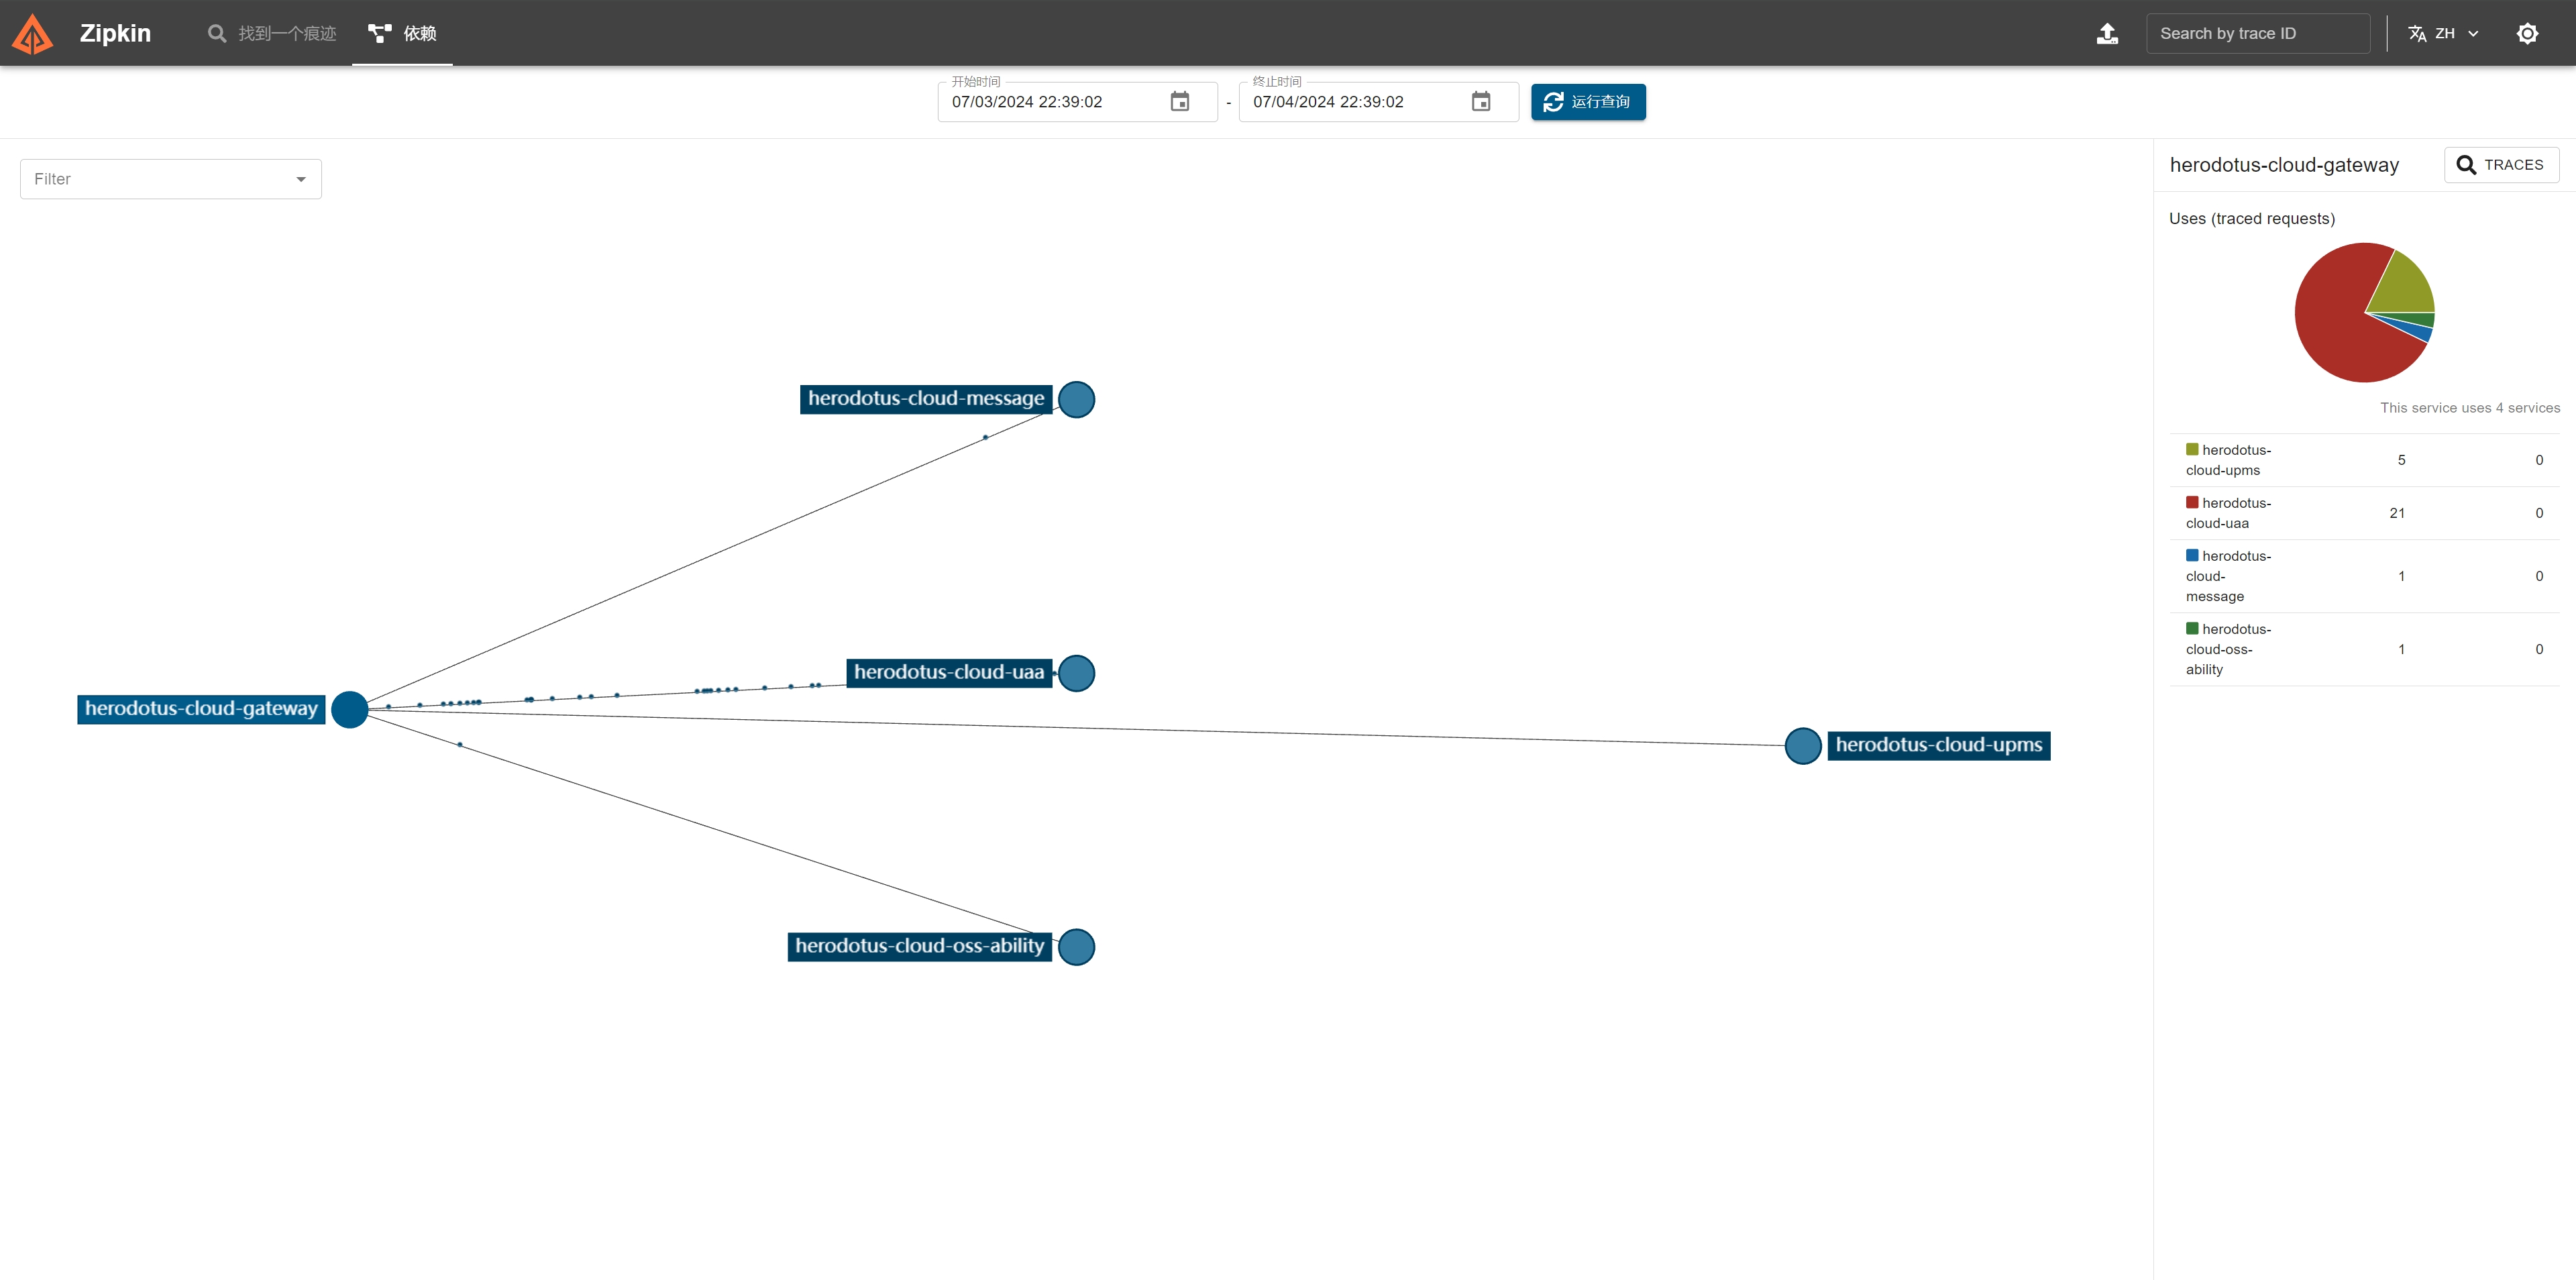 Zipkin
找到一个痕迹
依赖
Search by trace ID
ZH
开始时间
07/03/2024 22:39:02
-
终止时间
07/04/2024 22:39:02
运行查询
Filter
herodotus-cloud-message
herodotus-cloud-uaa
herodotus-cloud-gateway
herodotus-cloud-upms
herodotus-cloud-oss-ability
herodotus-cloud-gateway
TRACES
Uses (traced requests)
This service uses 4 services
herodotus-
cloud-upms
5
0
herodotus-
cloud-uaa
21
0
herodotus-
cloud-
message
1
0
herodotus-
cloud-oss-
ability
1
0